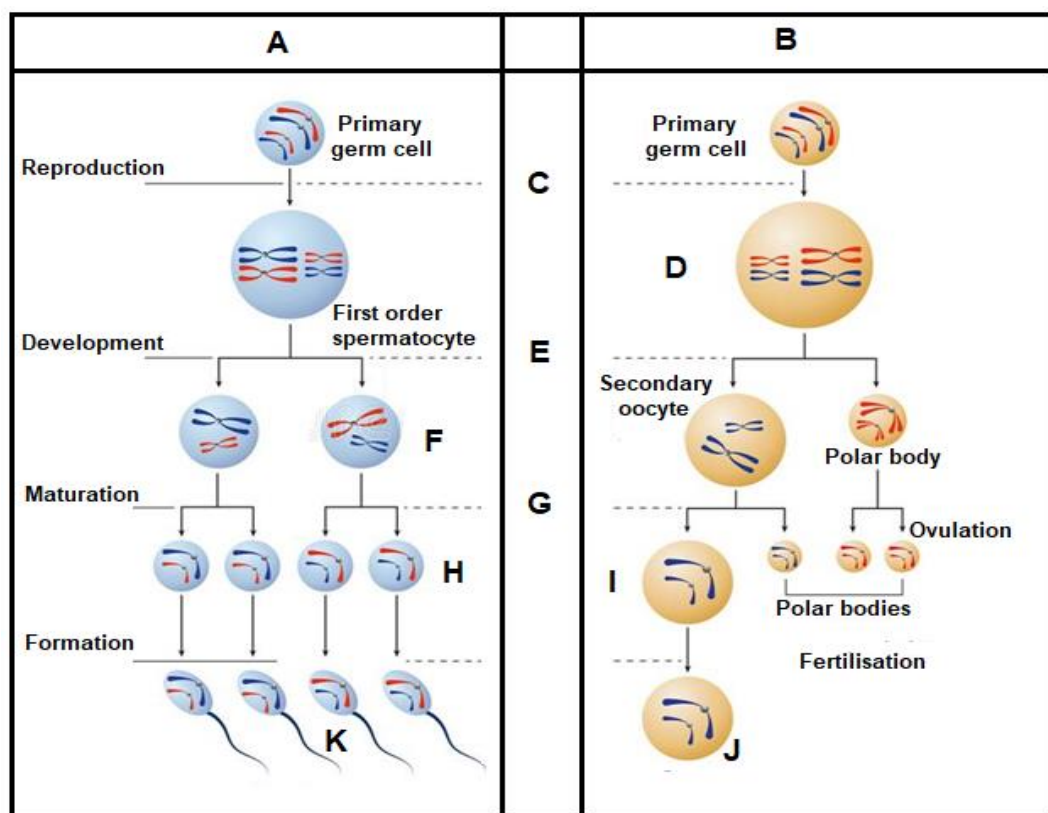 A
B
Primary
germ cell
Primary
germ cell
Reproduction
C
D
First order
spermatocyte
Development
E
Secondary
oocyte
F
Polar body
Maturation
G
Ovulation
H
I
Polar bodies
Formation
Fertilisation
K
J